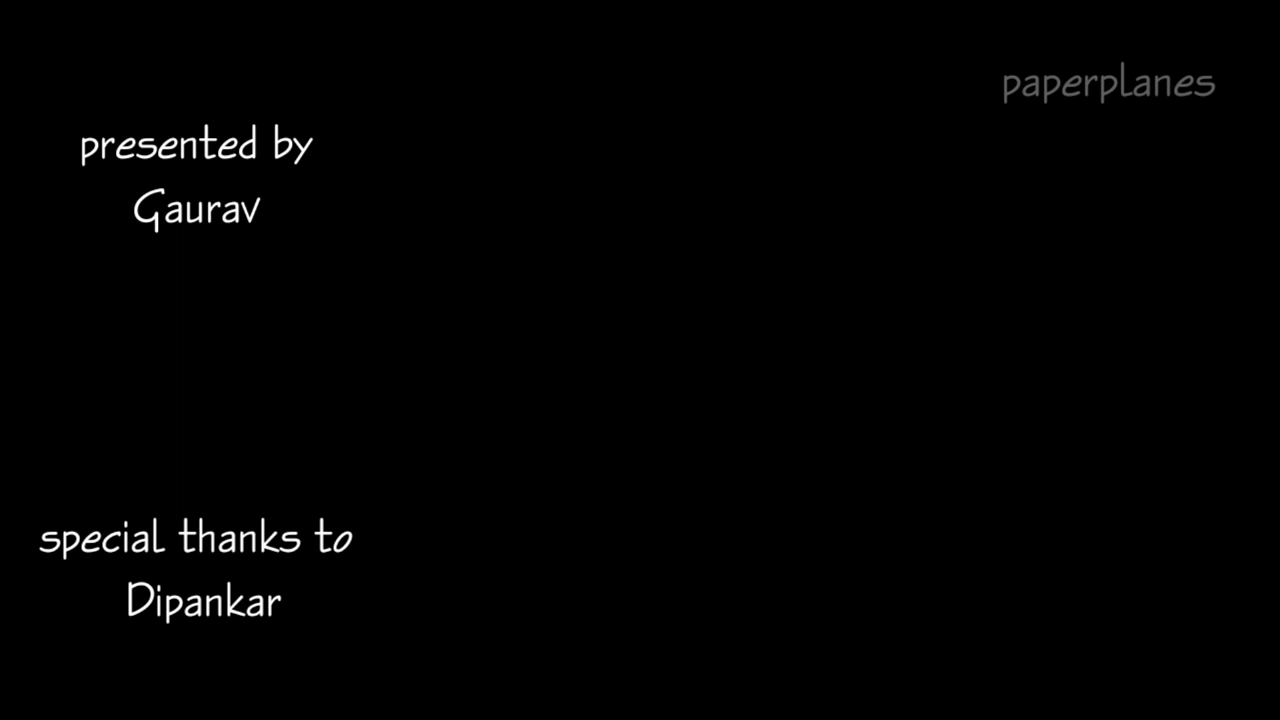 paperplanes
presented by
Gaurav
special thanks to
Dipankar